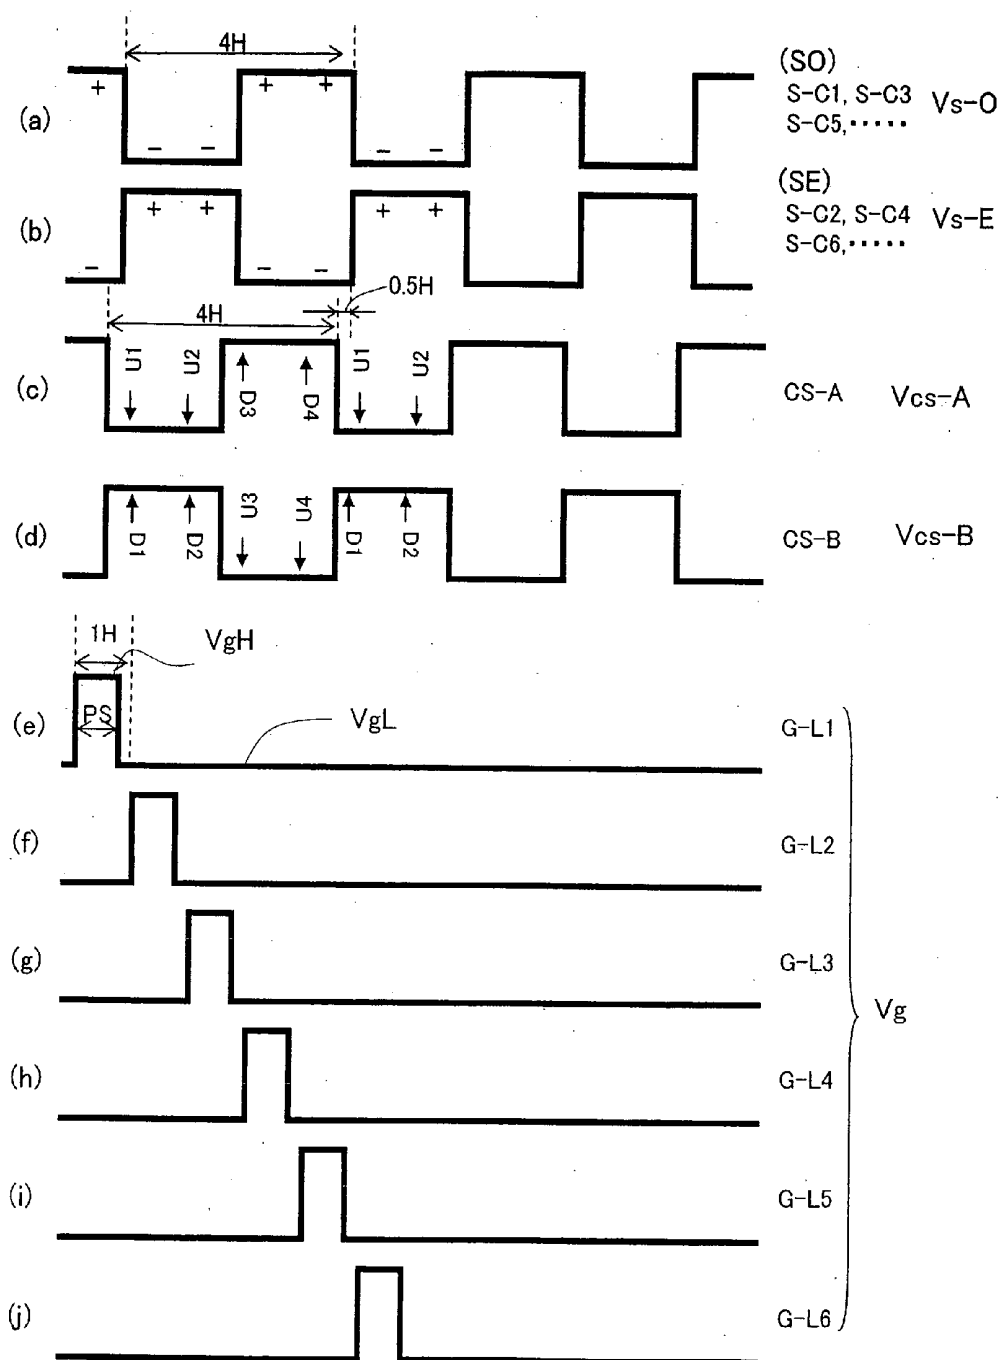 4H
(a) + - - + + - - (SO)
S-C1, S-C3 Vs-O
S-C5,·····
(b) - + + - - + + (SE)
S-C2, S-C4 Vs-E
S-C6,·····
0.5H
4H
(c) U1 U2 D3 D4 U1 U2 CS-A Vcs-A
(d) D1 D2 U3 U4 D1 D2 CS-B Vcs-B
1H VgH
(e) PS VgL G-L1
(f) G-L2
(g) G-L3
Vg
(h) G-L4
(i) G-L5
(j) G-L6